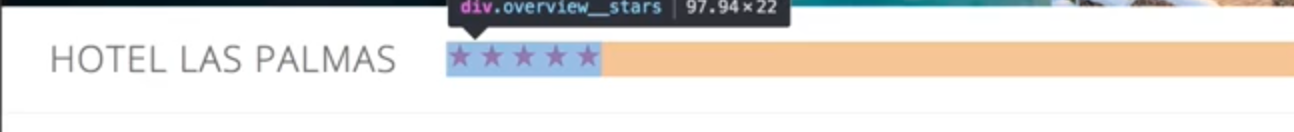 div.overview__stars 97.94×22
HOTEL LAS PALMAS ★★★★★